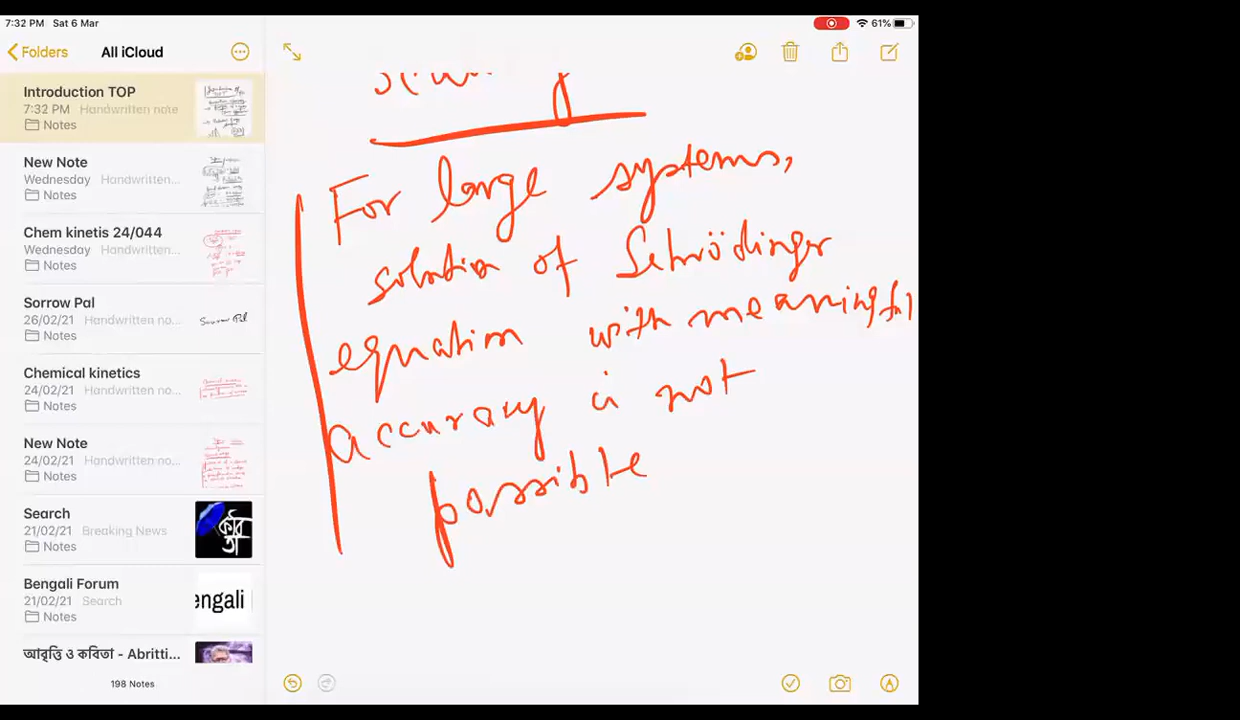 7:32 PM Sat 6 Mar
61%
Folders
All iCloud
Introduction TOP
7:32 PM Handwritten note
Notes
New Note
Wednesday Handwritten...
Notes
Chem kinetis 24/044
Wednesday Handwritten...
Notes
Sorrow Pal
26/02/21 Handwritten no...
Notes
Chemical kinetics
24/02/21 Handwritten no...
Notes
New Note
24/02/21 Handwritten no...
Notes
Search
21/02/21 Breaking News
Notes
কবি
তা
Bengali Forum
21/02/21 Search
Notes
engali
আবৃত্তি ও কবিতা - Abritti...
198 Notes
For large systems,
solution of Schrödinger
equation with meaningful
accuracy is not
possible